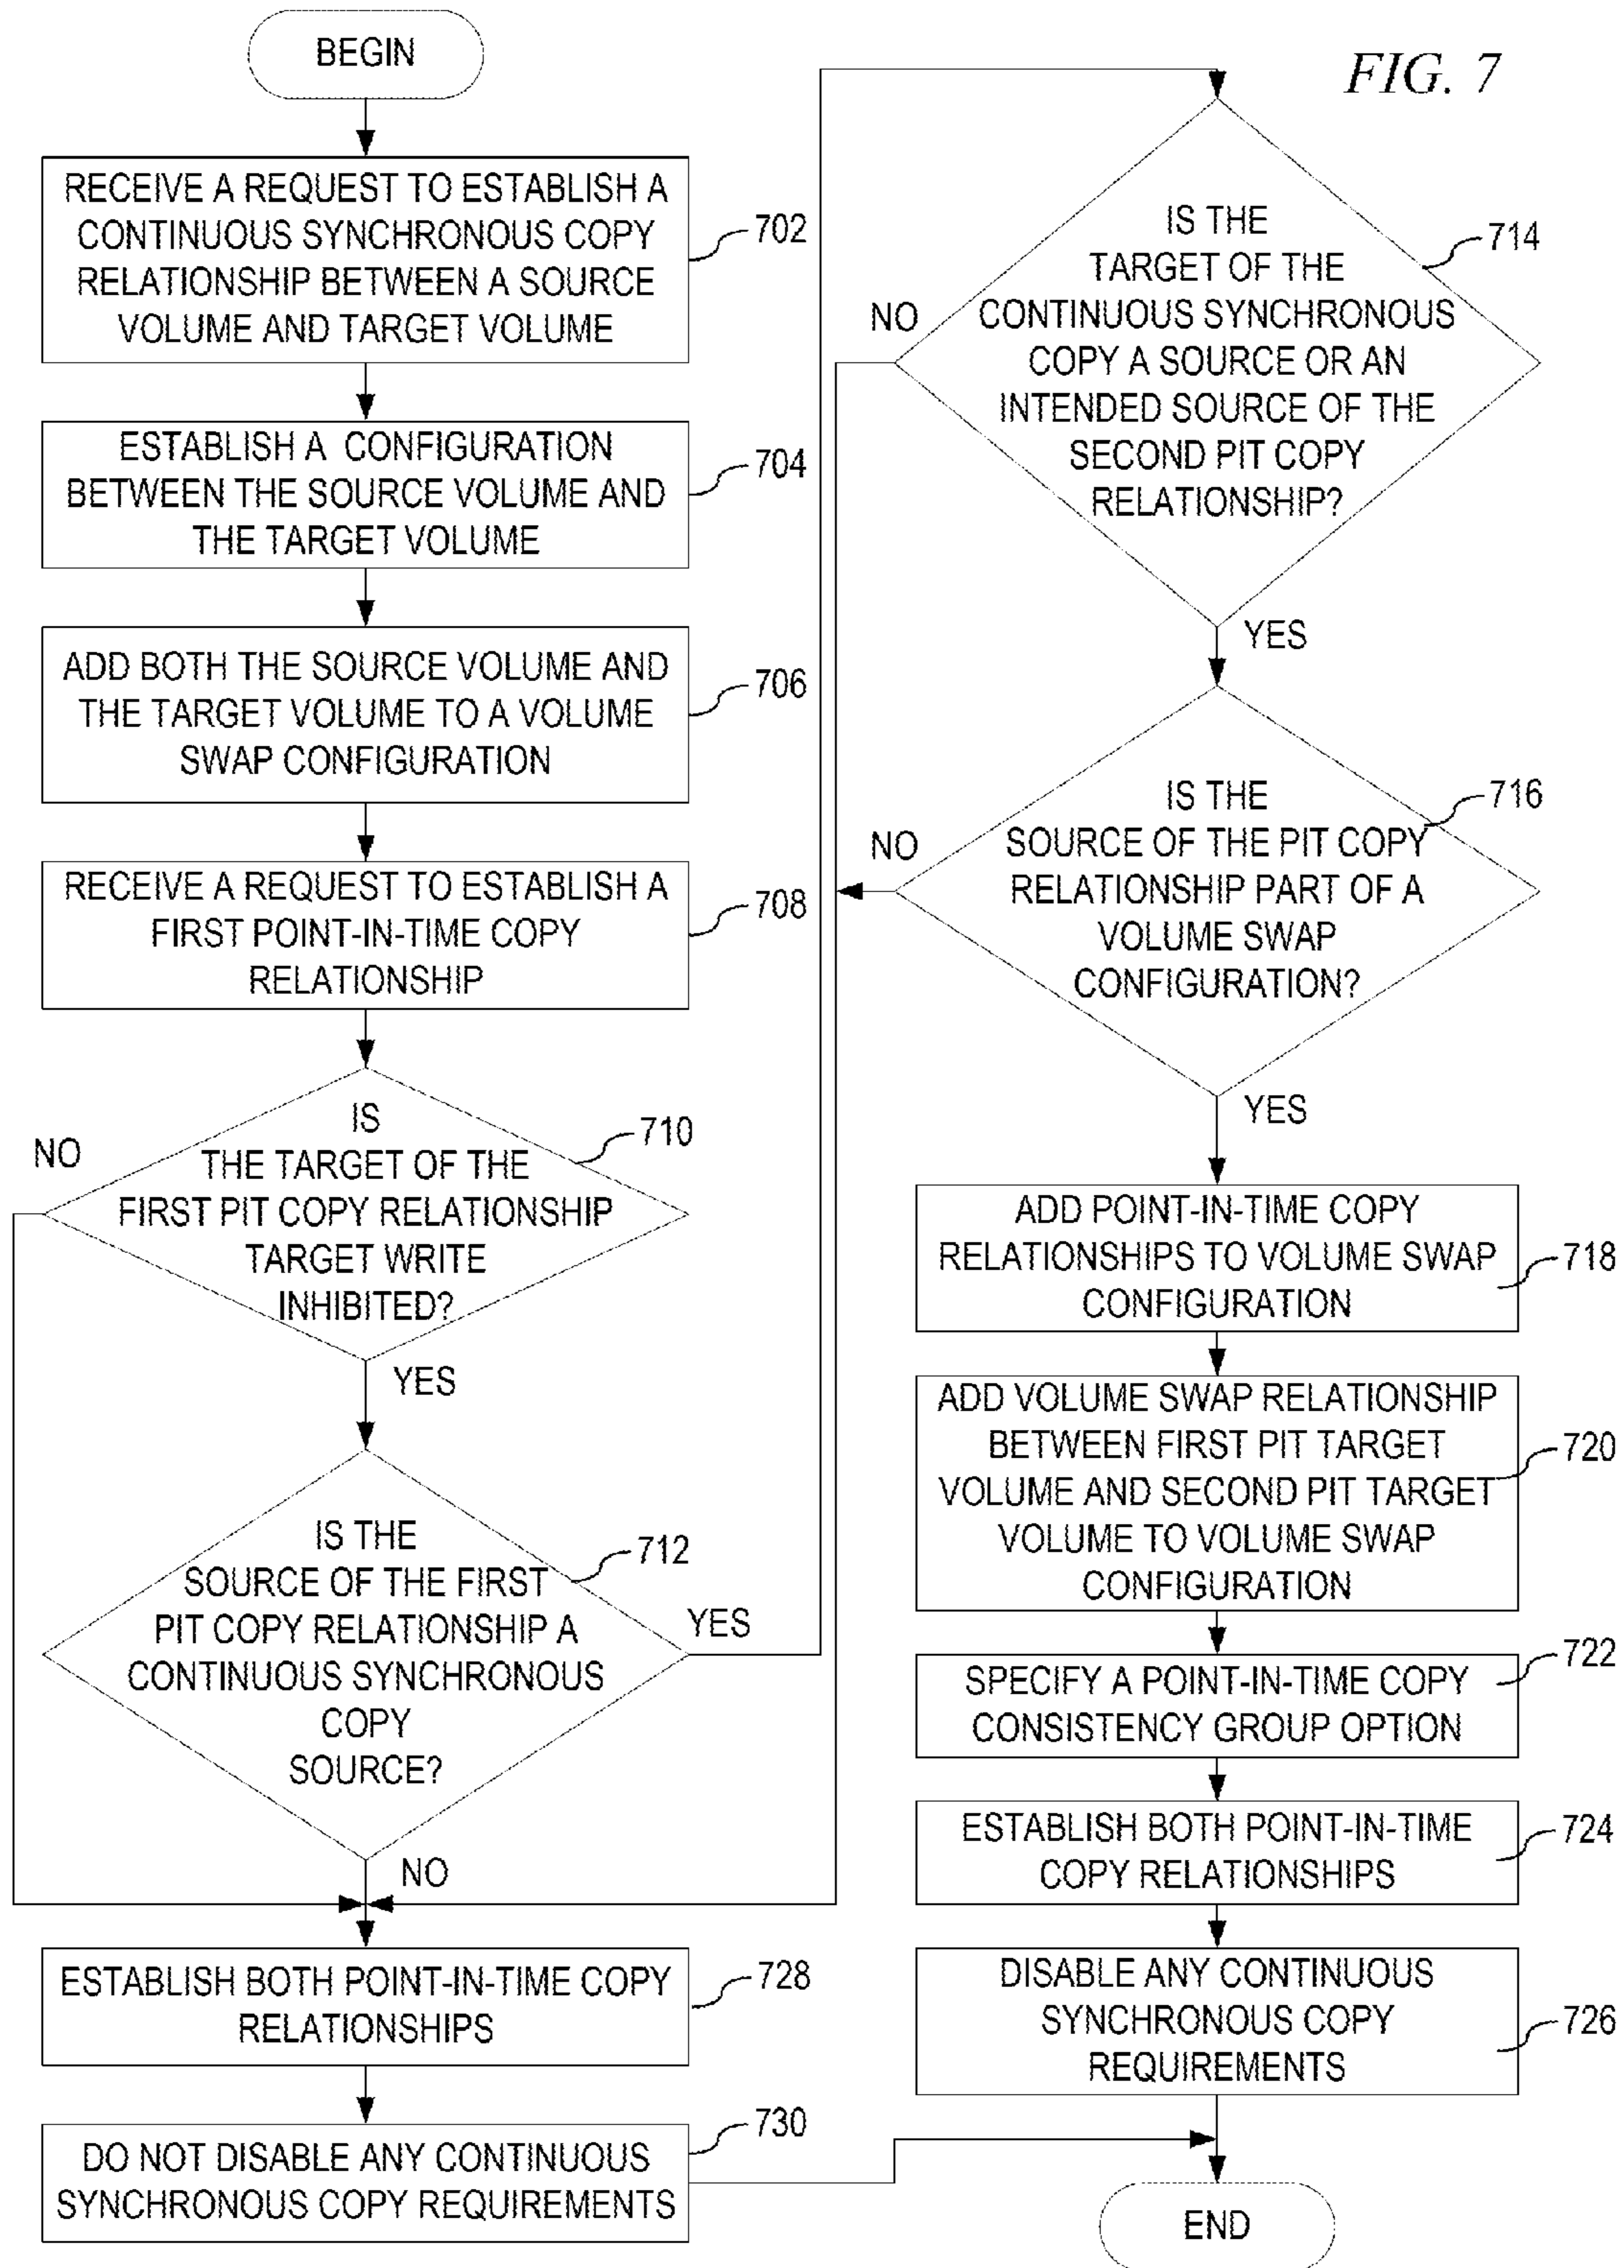 FIG. 7
BEGIN
RECEIVE A REQUEST TO ESTABLISH A
CONTINUOUS SYNCHRONOUS COPY
RELATIONSHIP BETWEEN A SOURCE
VOLUME AND TARGET VOLUME
702
ESTABLISH A CONFIGURATION
BETWEEN THE SOURCE VOLUME AND
THE TARGET VOLUME
704
ADD BOTH THE SOURCE VOLUME AND
THE TARGET VOLUME TO A VOLUME
SWAP CONFIGURATION
706
RECEIVE A REQUEST TO ESTABLISH A
FIRST POINT-IN-TIME COPY
RELATIONSHIP
708
IS
THE TARGET OF THE
FIRST PIT COPY RELATIONSHIP
TARGET WRITE
INHIBITED?
710
NO
YES
IS THE
SOURCE OF THE FIRST
PIT COPY RELATIONSHIP A
CONTINUOUS SYNCHRONOUS
COPY
SOURCE?
712
YES
NO
ESTABLISH BOTH POINT-IN-TIME COPY
RELATIONSHIPS
728
DO NOT DISABLE ANY CONTINUOUS
SYNCHRONOUS COPY REQUIREMENTS
730
IS THE
TARGET OF THE
CONTINUOUS SYNCHRONOUS
COPY A SOURCE OR AN
INTENDED SOURCE OF THE
SECOND PIT COPY
RELATIONSHIP?
714
NO
YES
IS THE
SOURCE OF THE PIT COPY
RELATIONSHIP PART OF A
VOLUME SWAP
CONFIGURATION?
716
NO
YES
ADD POINT-IN-TIME COPY
RELATIONSHIPS TO VOLUME SWAP
CONFIGURATION
718
ADD VOLUME SWAP RELATIONSHIP
BETWEEN FIRST PIT TARGET
VOLUME AND SECOND PIT TARGET
VOLUME TO VOLUME SWAP
CONFIGURATION
720
SPECIFY A POINT-IN-TIME COPY
CONSISTENCY GROUP OPTION
722
ESTABLISH BOTH POINT-IN-TIME
COPY RELATIONSHIPS
724
DISABLE ANY CONTINUOUS
SYNCHRONOUS COPY
REQUIREMENTS
726
END